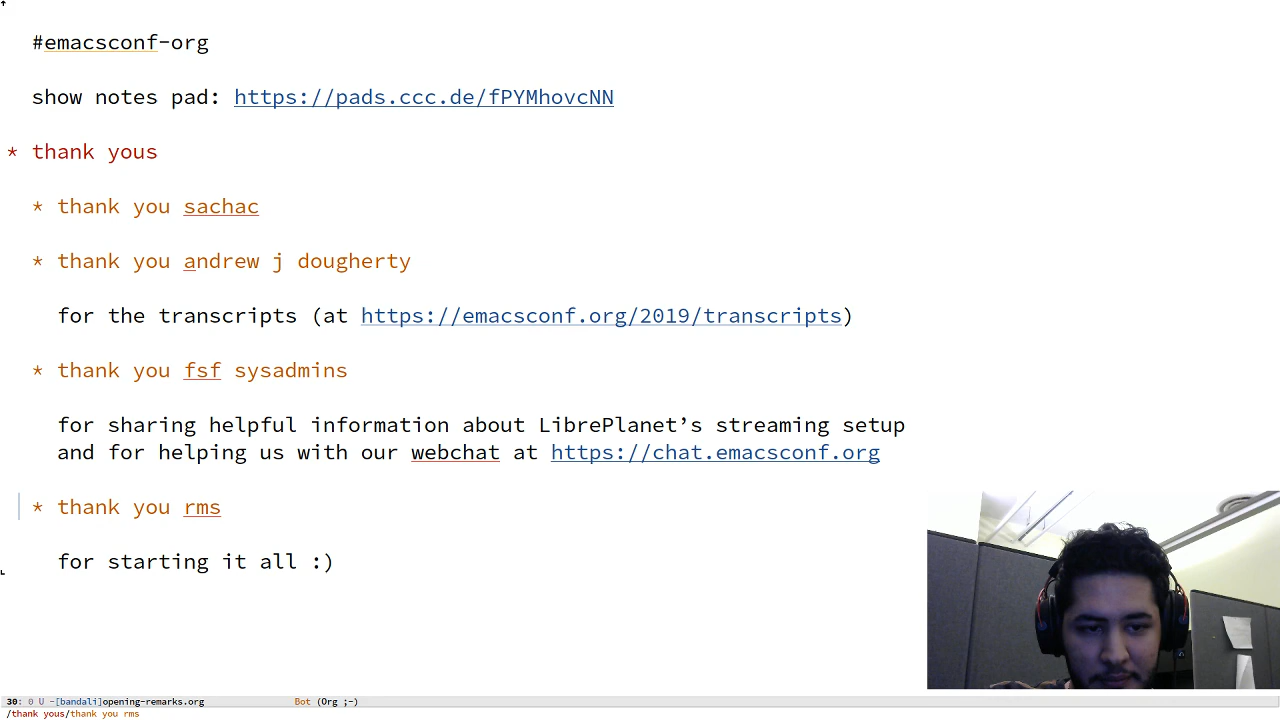 #emacsconf-org
show notes pad: https://pads.ccc.de/fPYMhovcNN
* thank yous
* thank you sachac
* thank you andrew j dougherty
for the transcripts (at https://emacsconf.org/2019/transcripts)
* thank you fsf sysadmins
for sharing helpful information about LibrePlanet’s streaming setup
and for helping us with our webchat at https://chat.emacsconf.org
* thank you rms
for starting it all :)
30: 0 U -[bandali]opening-remarks.org Bot (Org ;-)
/thank yous/thank you rms